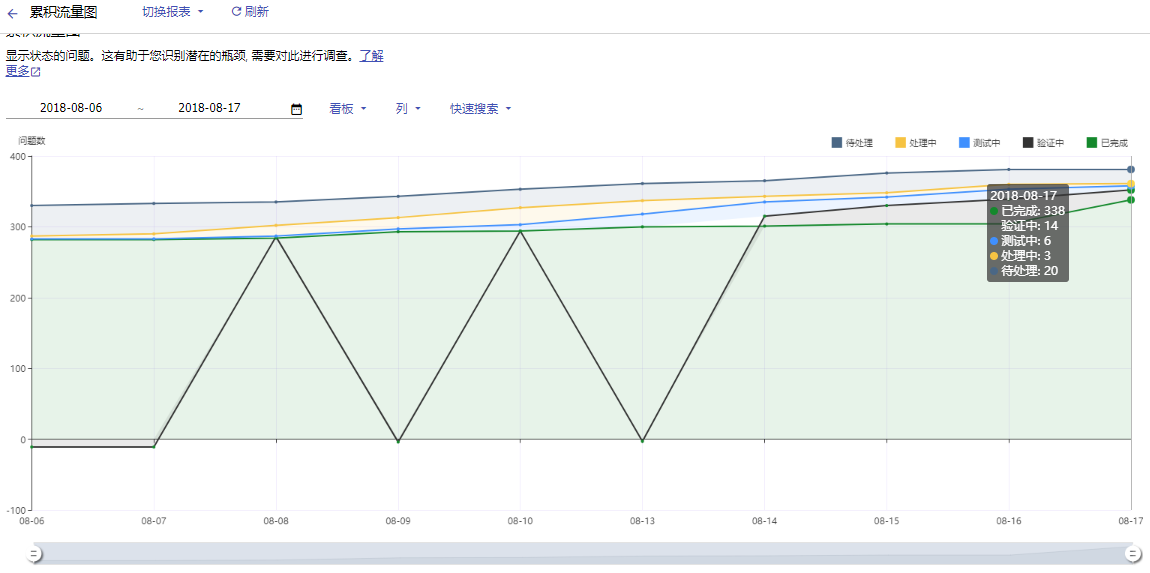 累积流量图
切换报表
刷新
累积流量图
显示状态的问题。这有助于您识别潜在的瓶颈, 需要对此进行调查。了解
更多
2018-08-06 ~ 2018-08-17
看板
列
快速搜索
问题数
待处理
处理中
测试中
验证中
已完成
400
300
200
100
0
-100
2018-08-17
已完成: 338
验证中: 14
测试中: 6
处理中: 3
待处理: 20
08-06 08-07 08-08 08-09 08-10 08-13 08-14 08-15 08-16 08-17